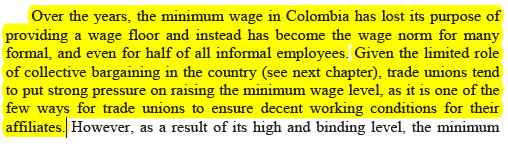 Over the years, the minimum wage in Colombia has lost its purpose of
providing a wage floor and instead has become the wage norm for many
formal, and even for half of all informal employees. Given the limited role
of collective bargaining in the country (see next chapter), trade unions tend
to put strong pressure on raising the minimum wage level, as it is one of the
few ways for trade unions to ensure decent working conditions for their
affiliates. However, as a result of its high and binding level, the minimum